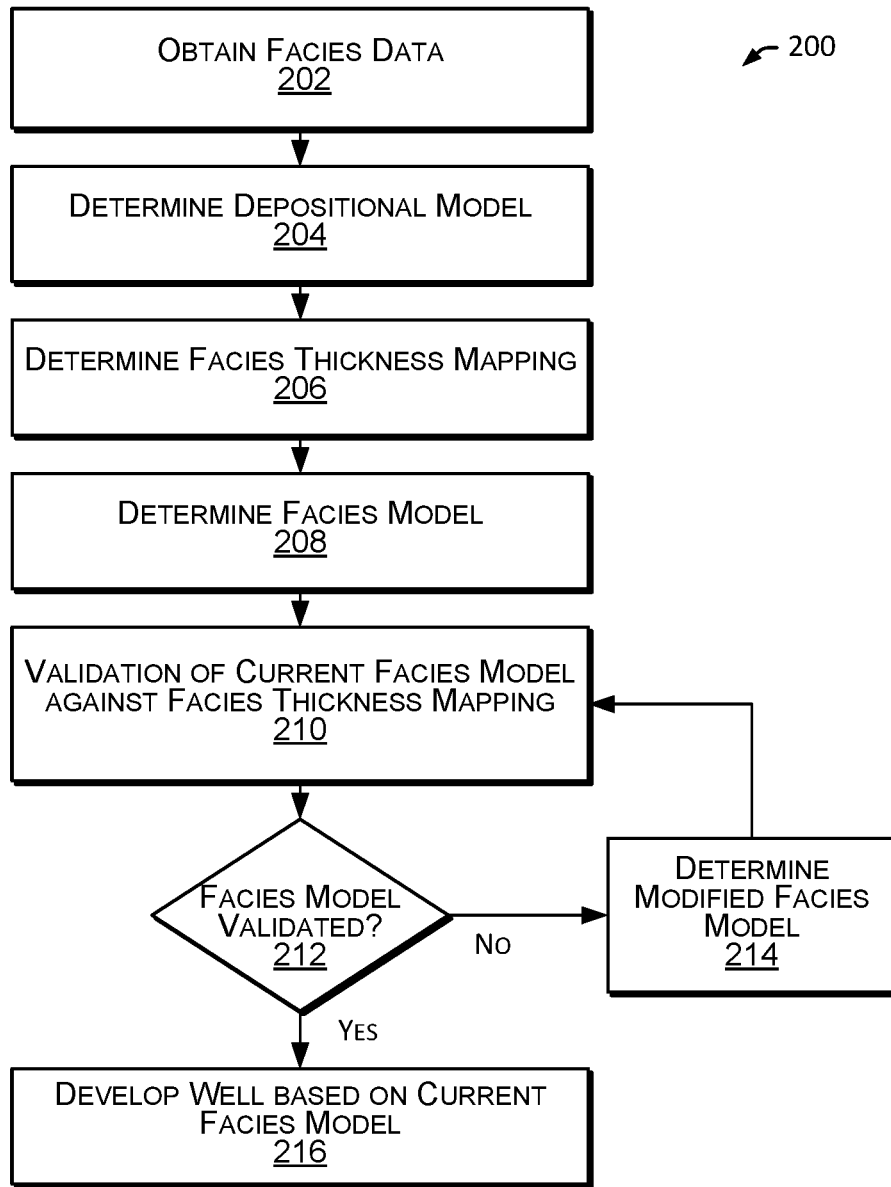 OBTAIN FACIES DATA
202
200
DETERMINE DEPOSITIONAL MODEL
204
DETERMINE FACIES THICKNESS MAPPING
206
DETERMINE FACIES MODEL
208
VALIDATION OF CURRENT FACIES MODEL
AGAINST FACIES THICKNESS MAPPING
210
FACIES MODEL
VALIDATED?
212
NO
DETERMINE
MODIFIED FACIES
MODEL
214
YES
DEVELOP WELL BASED ON CURRENT
FACIES MODEL
216